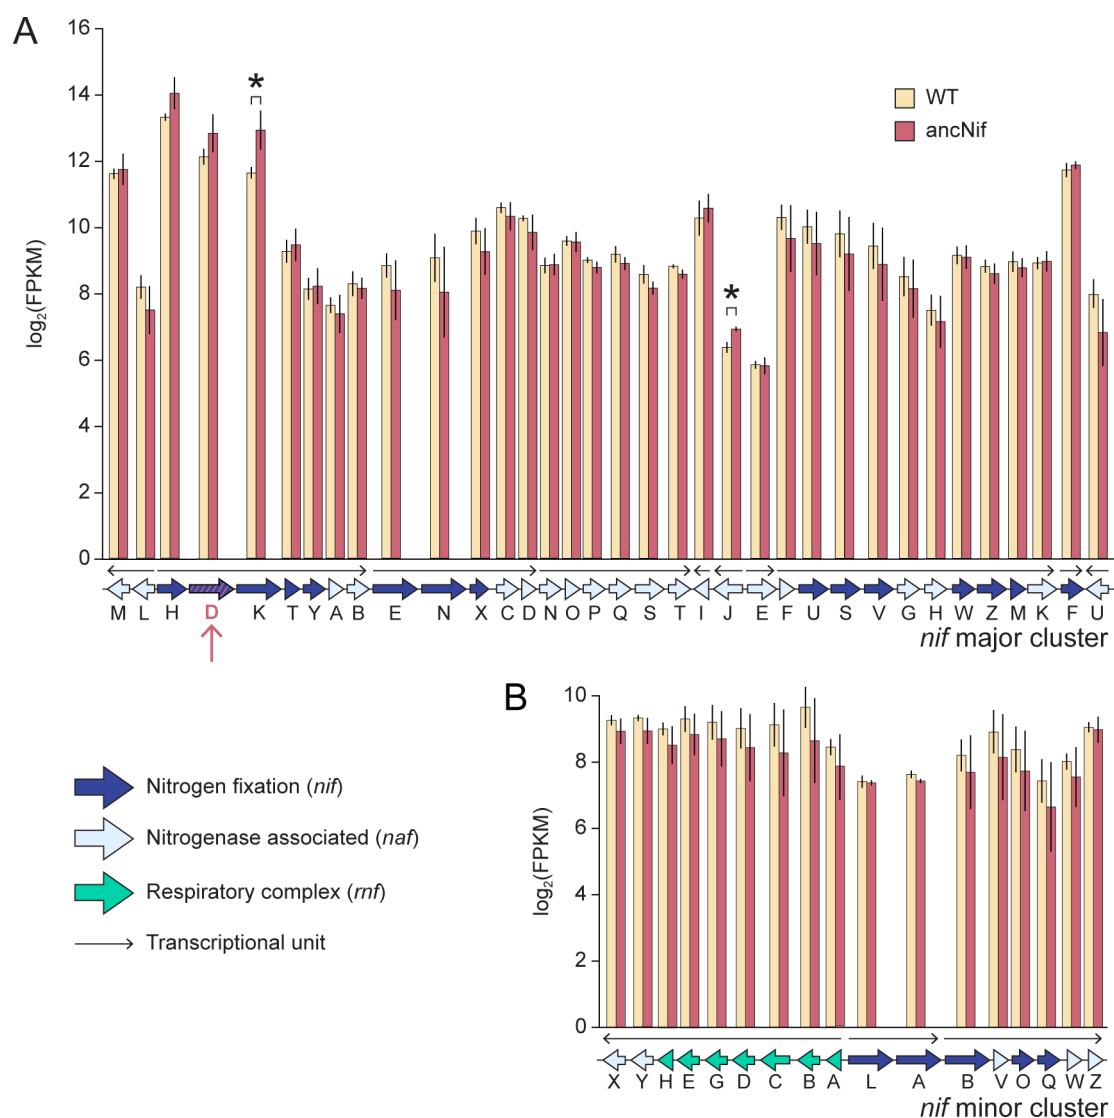 A
16
14
12
10
8
6
4
2
0
log₂(FPKM)
*
*
WT
ancNif
M L H D K T Y A B E N X C D N O P Q S T I J E F U S V G H W Z M K F U
nif major cluster
B
10
8
6
4
2
0
log₂(FPKM)
X Y H E G D C B A L A B V O Q W Z
nif minor cluster
Nitrogen fixation (nif)
Nitrogenase associated (naf)
Respiratory complex (rnf)
Transcriptional unit